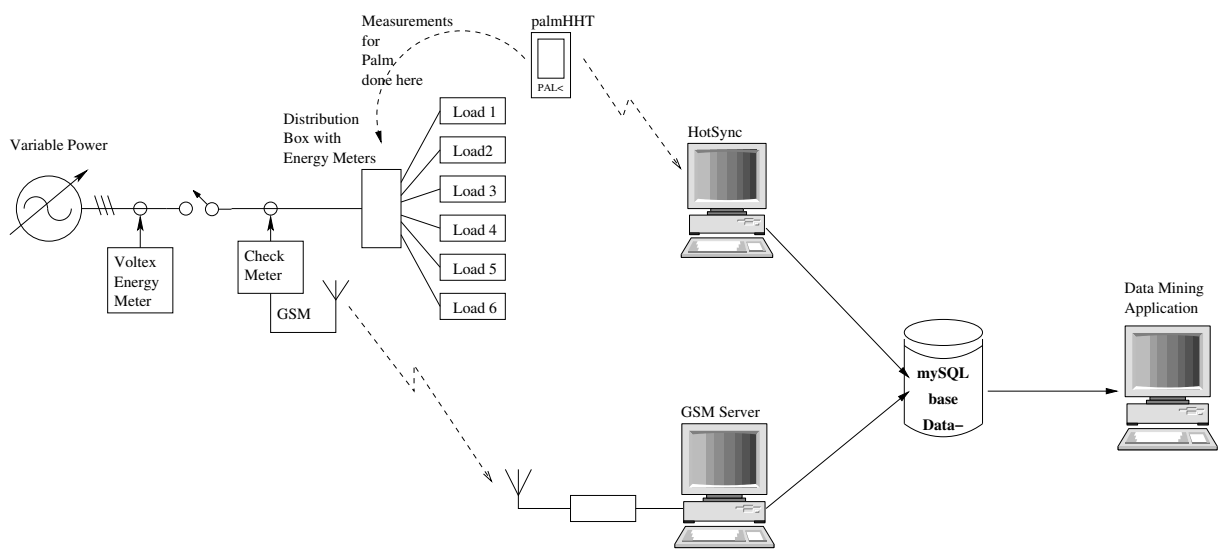 Measurements
for
Palm
done here
palmHHT
PAL<
Distribution
Box with
Energy Meters
Load 1
Load2
Load 3
Load 4
Load 5
Load 6
HotSync
Variable Power
Voltex
Energy
Meter
Check
Meter
GSM
Data Mining
Application
mySQL
base
Data−
GSM Server